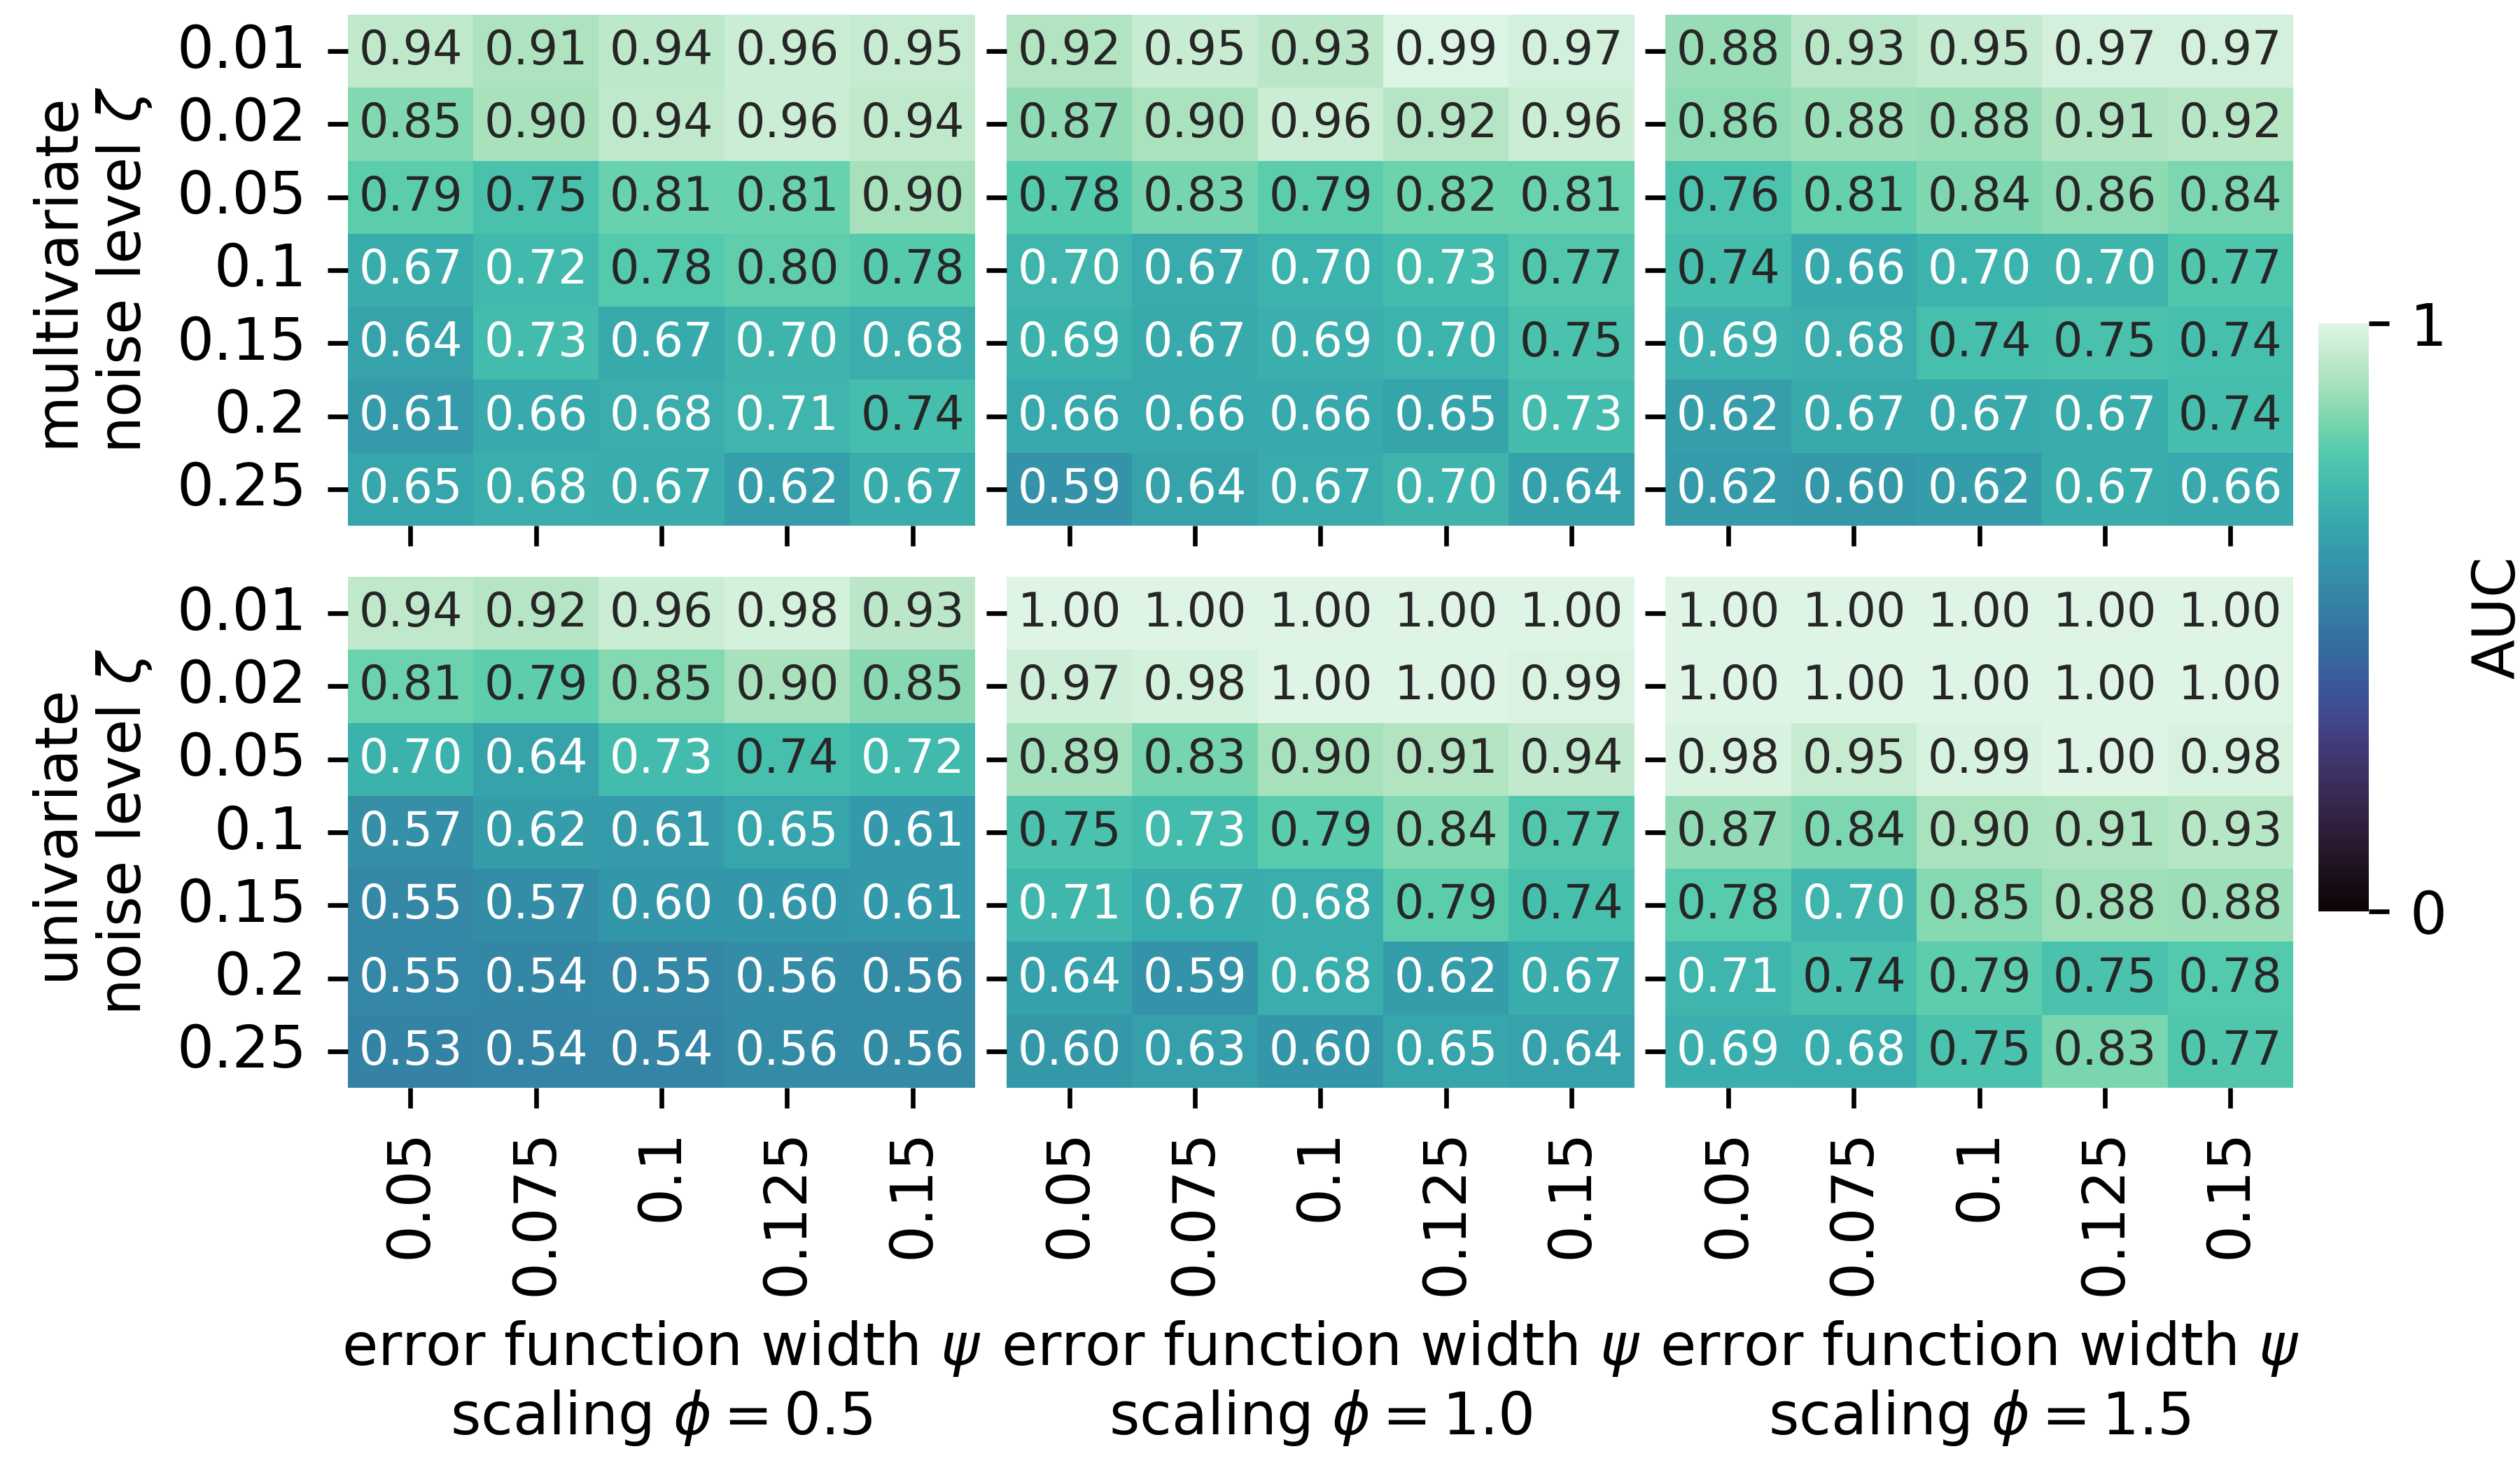 multivariate
noise level ζ
0.01 0.94 0.91 0.94 0.96 0.95 0.92 0.95 0.93 0.99 0.97 0.88 0.93 0.95 0.97 0.97
0.02 0.85 0.90 0.94 0.96 0.94 0.87 0.90 0.96 0.92 0.96 0.86 0.88 0.88 0.91 0.92
0.05 0.79 0.75 0.81 0.81 0.90 0.78 0.83 0.79 0.82 0.81 0.76 0.81 0.84 0.86 0.84
0.1 0.67 0.72 0.78 0.80 0.78 0.70 0.67 0.70 0.73 0.77 0.74 0.66 0.70 0.70 0.77
0.15 0.64 0.73 0.67 0.70 0.68 0.69 0.67 0.69 0.70 0.75 0.69 0.68 0.74 0.75 0.74
0.2 0.61 0.66 0.68 0.71 0.74 0.66 0.66 0.66 0.65 0.73 0.62 0.67 0.67 0.67 0.74
0.25 0.65 0.68 0.67 0.62 0.67 0.59 0.64 0.67 0.70 0.64 0.62 0.60 0.62 0.67 0.66
univariate
noise level ζ
0.01 0.94 0.92 0.96 0.98 0.93 1.00 1.00 1.00 1.00 1.00 1.00 1.00 1.00 1.00 1.00
0.02 0.81 0.79 0.85 0.90 0.85 0.97 0.98 1.00 1.00 0.99 1.00 1.00 1.00 1.00 1.00
0.05 0.70 0.64 0.73 0.74 0.72 0.89 0.83 0.90 0.91 0.94 0.98 0.95 0.99 1.00 0.98
0.1 0.57 0.62 0.61 0.65 0.61 0.75 0.73 0.79 0.84 0.77 0.87 0.84 0.90 0.91 0.93
0.15 0.55 0.57 0.60 0.60 0.61 0.71 0.67 0.68 0.79 0.74 0.78 0.70 0.85 0.88 0.88
0.2 0.55 0.54 0.55 0.56 0.56 0.64 0.59 0.68 0.62 0.67 0.71 0.74 0.79 0.75 0.78
0.25 0.53 0.54 0.54 0.56 0.56 0.60 0.63 0.60 0.65 0.64 0.69 0.68 0.75 0.83 0.77
0.05 0.075 0.1 0.125 0.15 0.05 0.075 0.1 0.125 0.15 0.05 0.075 0.1 0.125 0.15
error function width ψ error function width ψ error function width ψ
scaling ϕ = 0.5 scaling ϕ = 1.0 scaling ϕ = 1.5
1
AUC
0